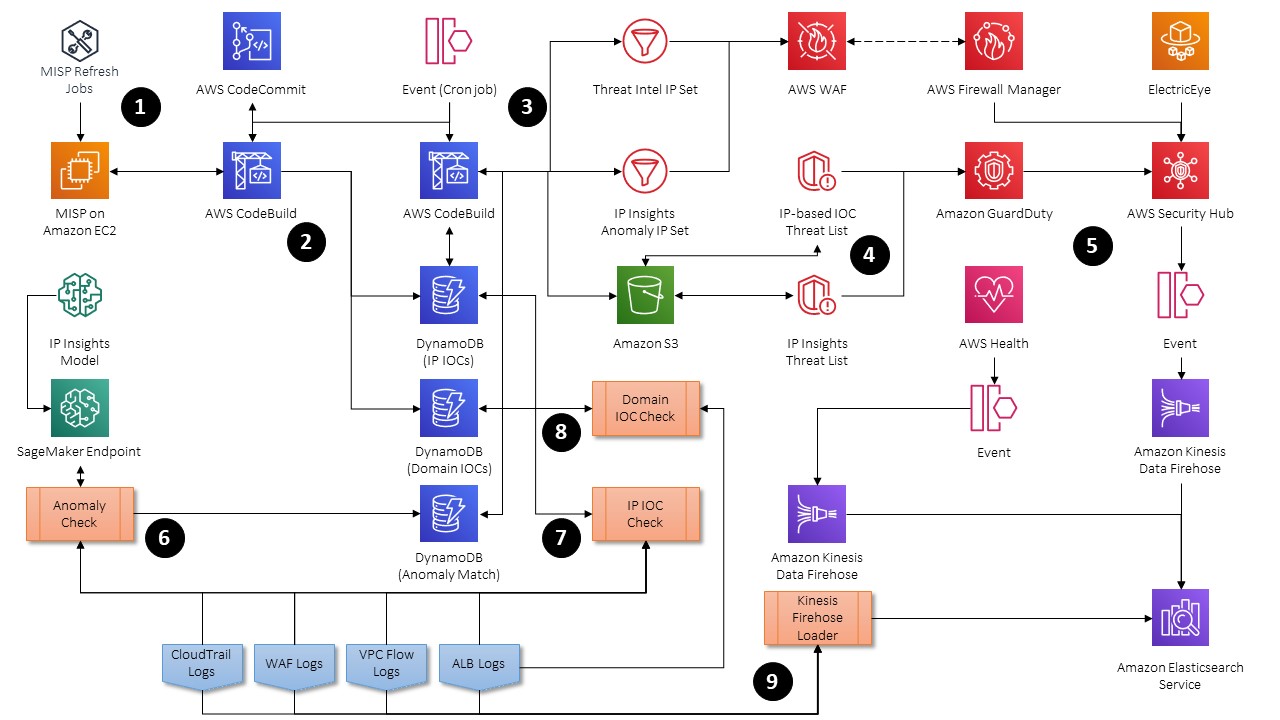 MISP Refresh
Jobs
1
AWS CodeCommit
Event (Cron job)
3
Threat Intel IP Set
AWS WAF
AWS Firewall Manager
ElectricEye
MISP on
Amazon EC2
AWS CodeBuild
2
AWS CodeBuild
IP Insights
Anomaly IP Set
IP-based IOC
Threat List
4
Amazon GuardDuty
5
AWS Security Hub
IP Insights
Model
DynamoDB
(IP IOCs)
Amazon S3
IP Insights
Threat List
AWS Health
Event
SageMaker Endpoint
DynamoDB
(Domain IOCs)
8
Domain
IOC Check
Event
Amazon Kinesis
Data Firehose
Anomaly
Check
6
DynamoDB
(Anomaly Match)
7
IP IOC
Check
Amazon Kinesis
Data Firehose
Kinesis
Firehose
Loader
CloudTrail
Logs
WAF Logs
VPC Flow
Logs
ALB Logs
9
Amazon Elasticsearch
Service